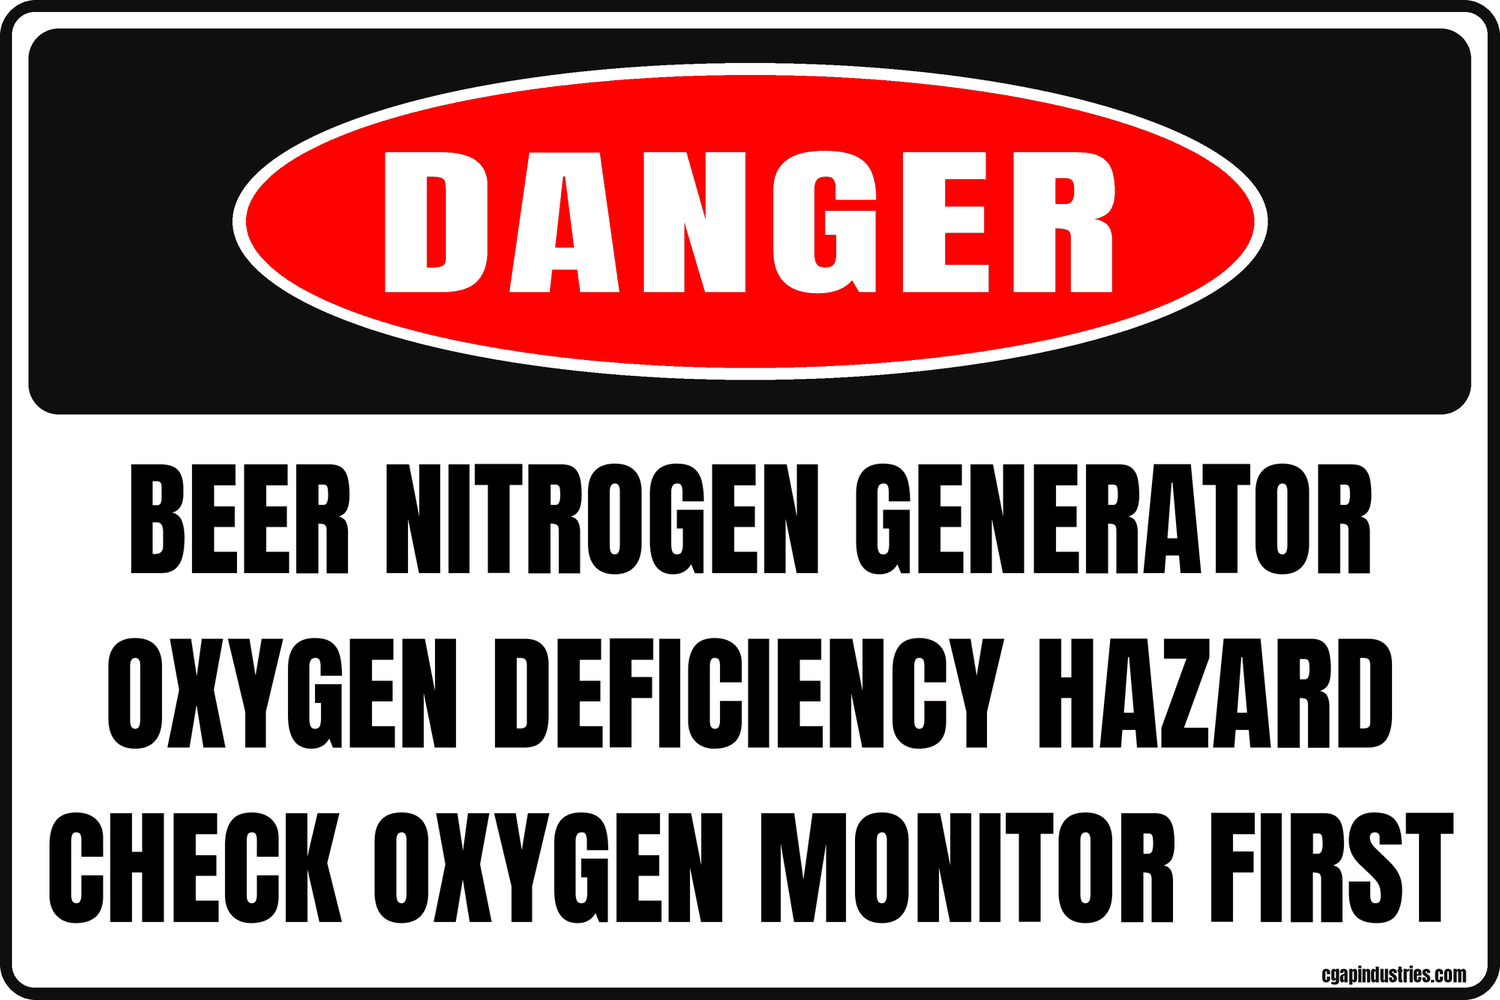 DANGER
BEER NITROGEN GENERATOR
OXYGEN DEFICIENCY HAZARD
CHECK OXYGEN MONITOR FIRST
cgapindustries.com